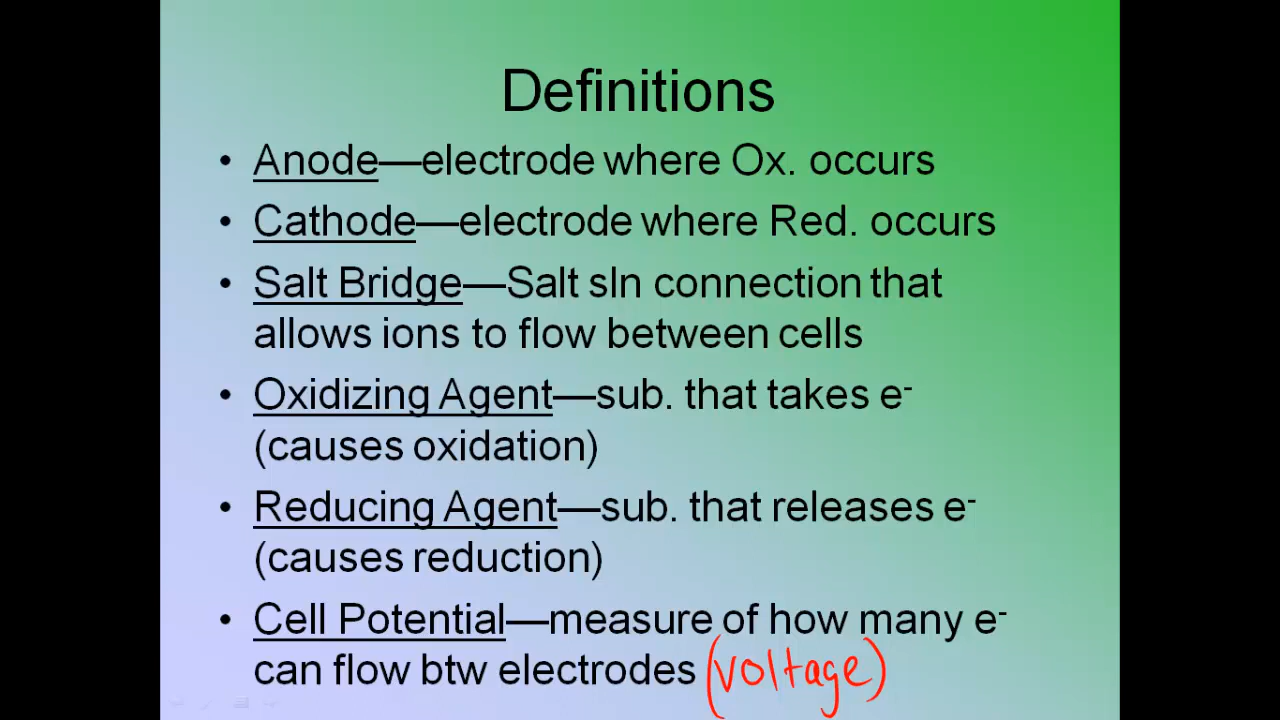 Definitions
• Anode—electrode where Ox. occurs
• Cathode—electrode where Red. occurs
• Salt Bridge—Salt sln connection that
allows ions to flow between cells
• Oxidizing Agent—sub. that takes e⁻
(causes oxidation)
• Reducing Agent—sub. that releases e⁻
(causes reduction)
• Cell Potential—measure of how many e⁻
can flow btw electrodes (voltage)